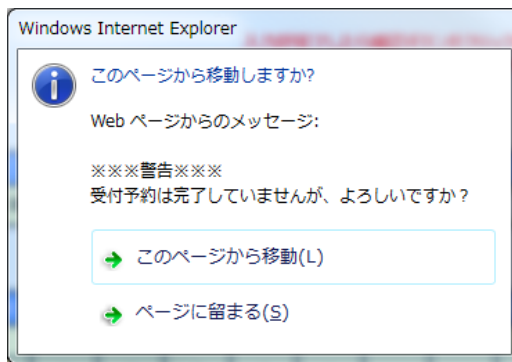 Windows Internet Explorer
このページから移動しますか?
Web ページからのメッセージ:
※※※警告※※※
受付予約は完了していませんが、よろしいですか？
このページから移動(L)
ページに留まる(S)